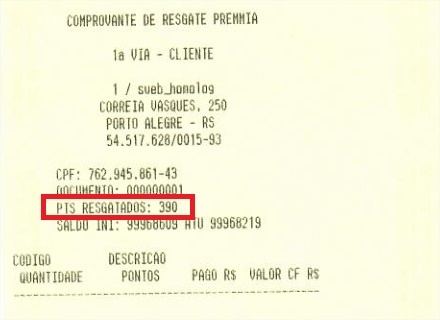 COMPROVANTE DE RESGATE PREMMIA
1a VIA - CLIENTE
1 / sueb_homolog
CORREIA VASQUES, 250
PORTO ALEGRE - RS
54.517.628/0015-93
CPF: 762.945.861-43
DOCUMENTO: 000000001
PTS RESGATADOS: 390
SALDO INI: 99968609 ATU 99968219
CODIGO DESCRICAO
QUANTIDADE PONTOS PAGO R$ VALOR CF R$